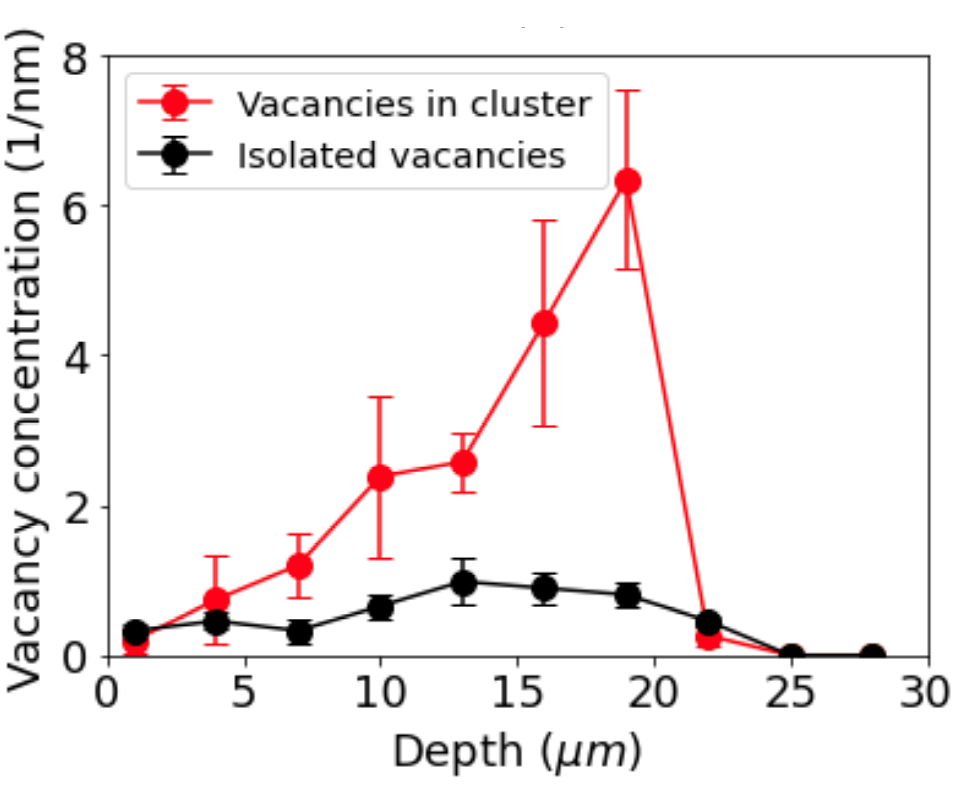 8
6
4
2
0
Vacancy concentration (1/nm)
Vacancies in cluster
Isolated vacancies
0 5 10 15 20 25 30
Depth (μm)